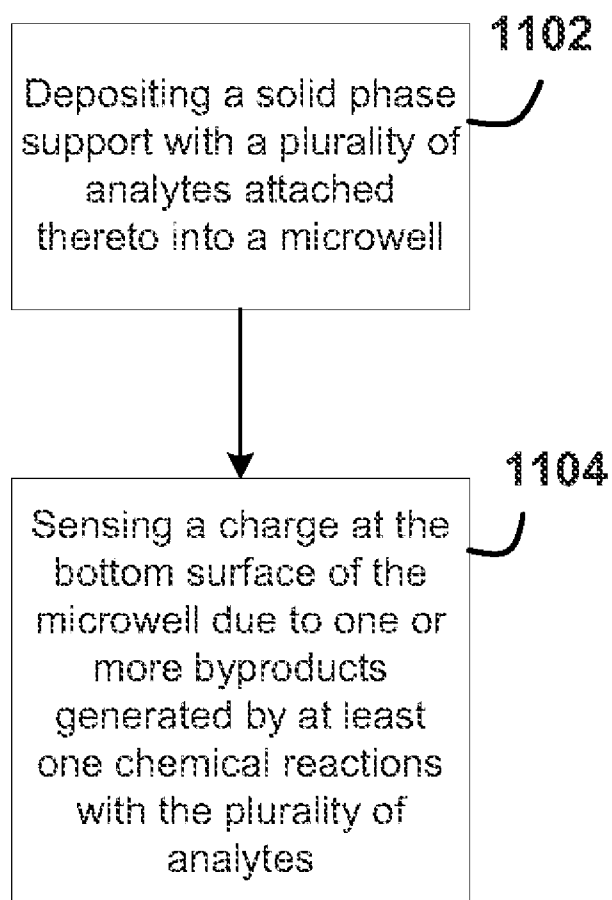 1102
Depositing a solid phase
support with a plurality of
analytes attached
thereto into a microwell
1104
Sensing a charge at the
bottom surface of the
microwell due to one or
more byproducts
generated by at least
one chemical reactions
with the plurality of
analytes